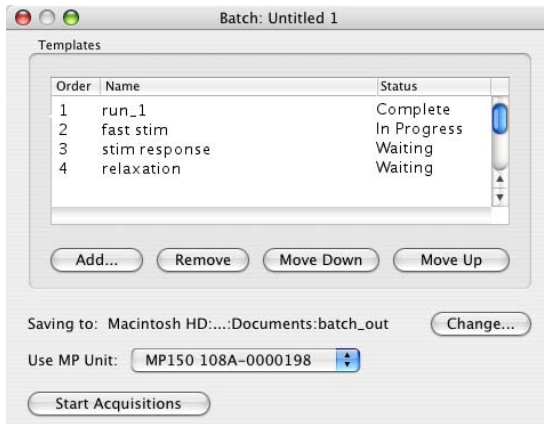 Batch: Untitled 1
Templates
Order Name Status
1 run_1 Complete
2 fast stim In Progress
3 stim response Waiting
4 relaxation Waiting
Add... Remove Move Down Move Up
Saving to: Macintosh HD:...:Documents:batch_out Change...
Use MP Unit: MP150 108A-0000198
Start Acquisitions